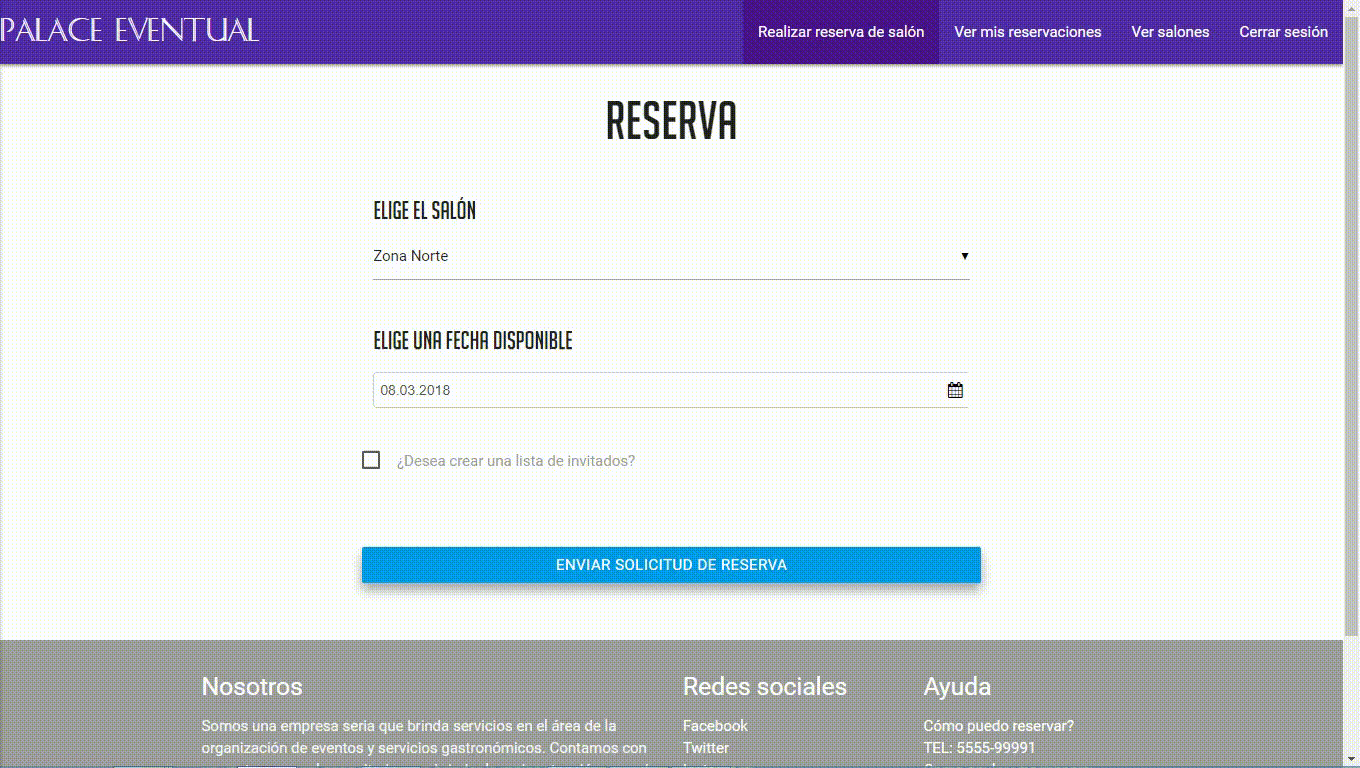 PALACE EVENTUAL
Realizar reserva de salón
Ver mis reservaciones
Ver salones
Cerrar sesión
RESERVA
ELIGE EL SALÓN
Zona Norte
ELIGE UNA FECHA DISPONIBLE
08.03.2018
¿Desea crear una lista de invitados?
ENVIAR SOLICITUD DE RESERVA
Nosotros
Somos una empresa seria que brinda servicios en el área de la
organización de eventos y servicios gastronómicos. Contamos con
Redes sociales
Facebook
Twitter
Ayuda
Cómo puedo reservar?
TEL: 5555-99991